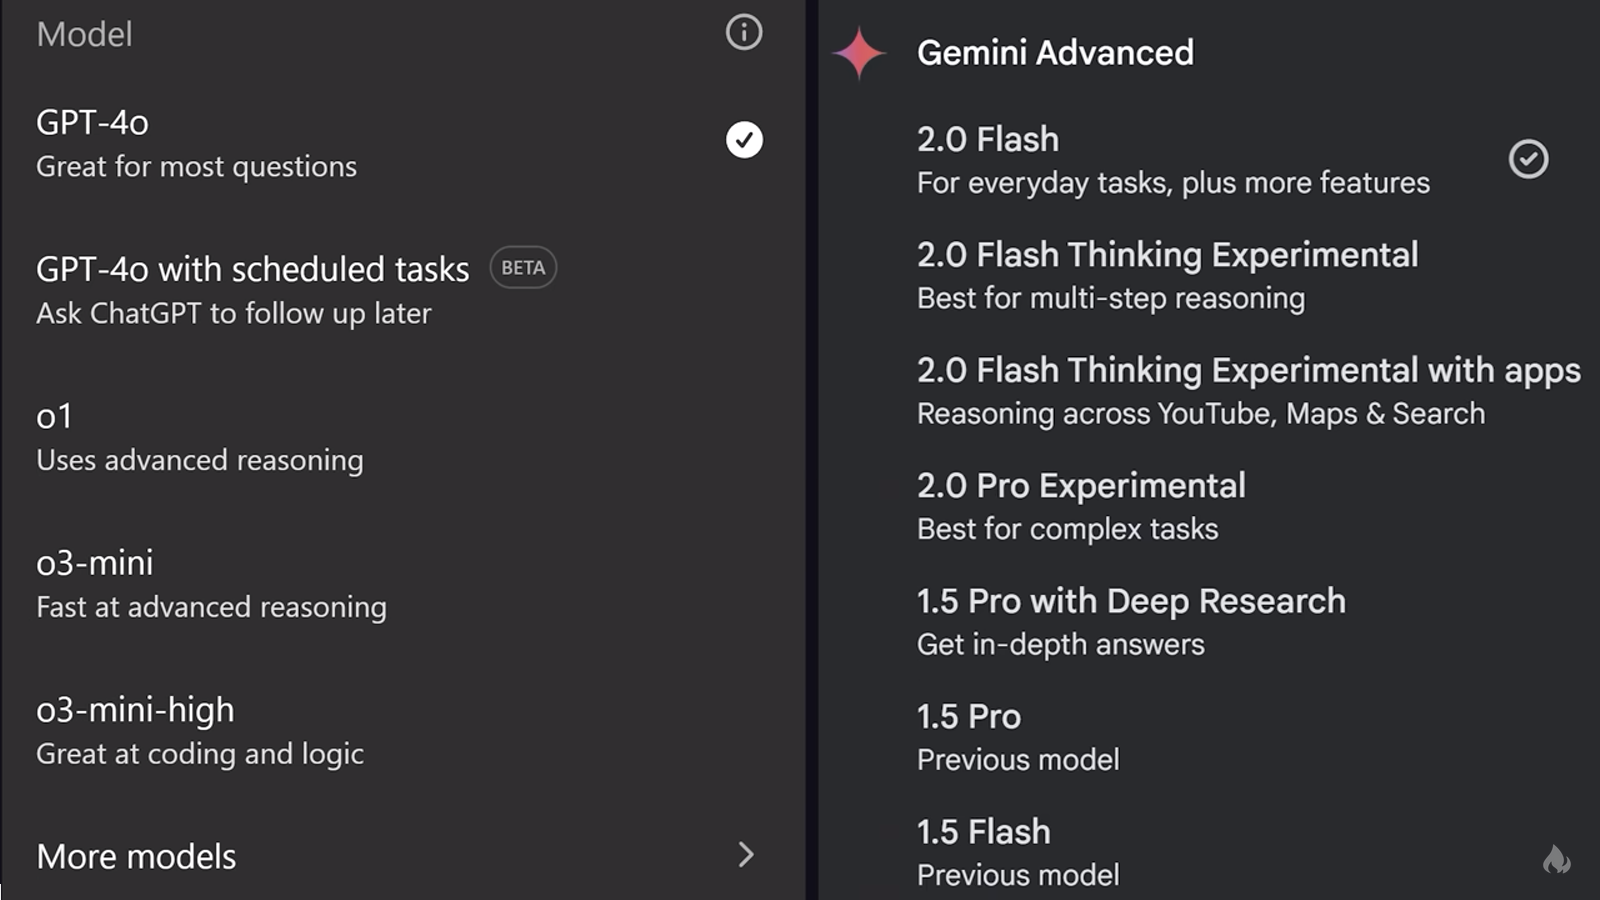 Model
GPT-4o
Great for most questions
GPT-4o with scheduled tasks BETA
Ask ChatGPT to follow up later
o1
Uses advanced reasoning
o3-mini
Fast at advanced reasoning
o3-mini-high
Great at coding and logic
More models
Gemini Advanced
2.0 Flash
For everyday tasks, plus more features
2.0 Flash Thinking Experimental
Best for multi-step reasoning
2.0 Flash Thinking Experimental with apps
Reasoning across YouTube, Maps & Search
2.0 Pro Experimental
Best for complex tasks
1.5 Pro with Deep Research
Get in-depth answers
1.5 Pro
Previous model
1.5 Flash
Previous model